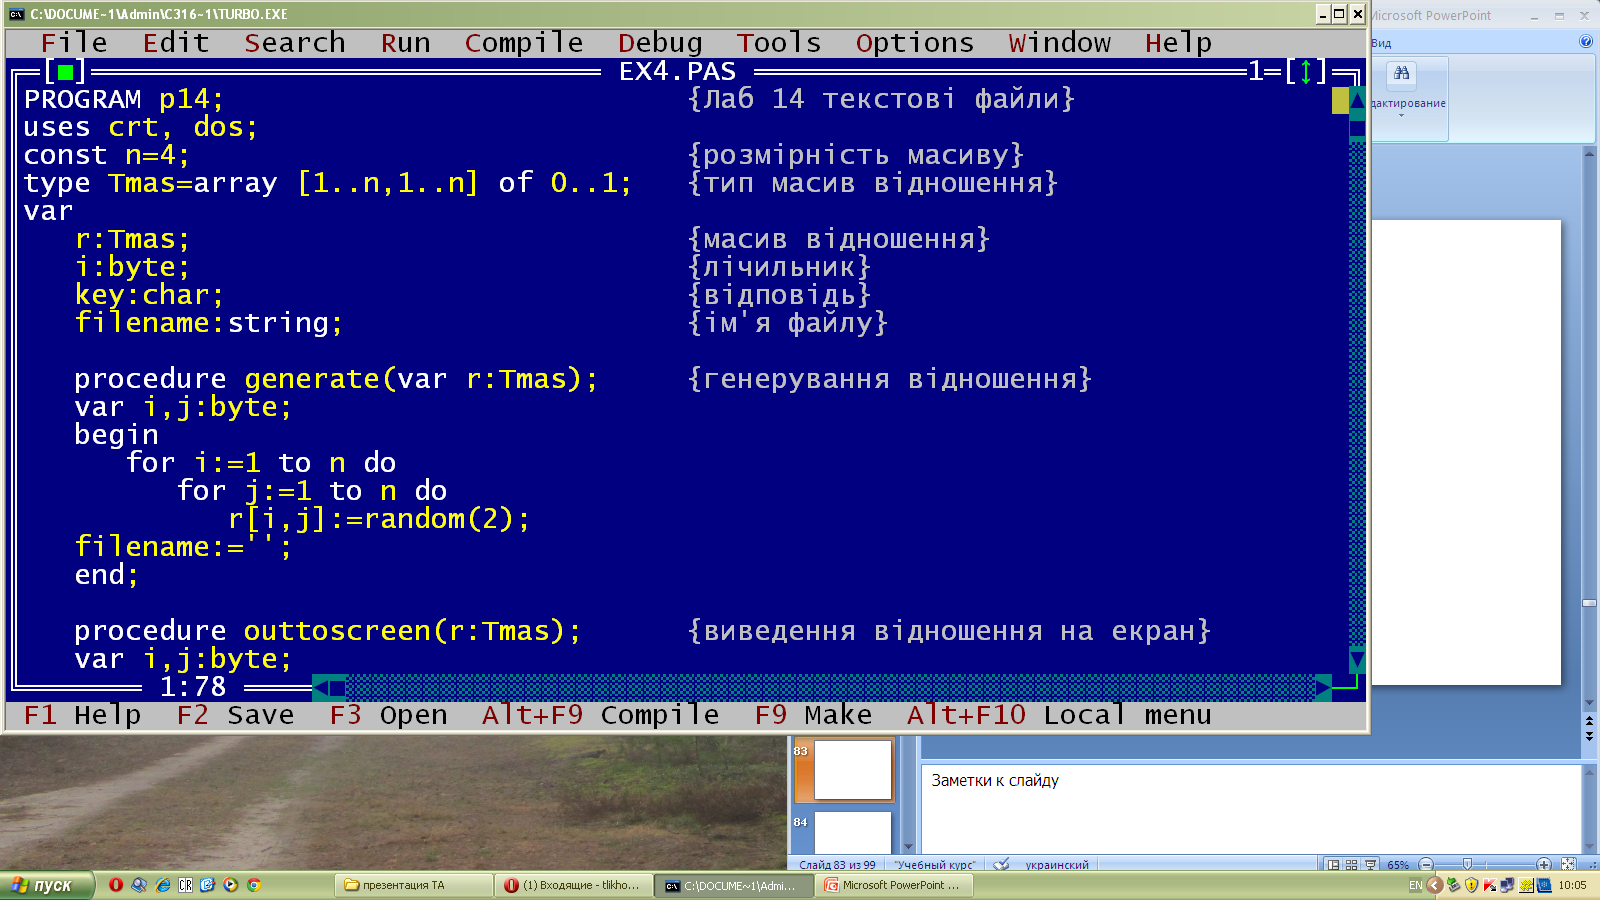 C:\DOCUME~1\Admin\C316-1\TURBO.EXE
File Edit Search Run Compile Debug Tools Options Window Help
EX4.PAS 1
PROGRAM p14; {Лаб 14 текстові файли}
uses crt, dos;
const n=4; {розмірність масиву}
type Tmas=array [1..n,1..n] of 0..1; {тип масив відношення}
var
r:Tmas; {масив відношення}
i:byte; {лічильник}
key:char; {відповідь}
filename:string; {ім'я файлу}
procedure generate(var r:Tmas); {генерування відношення}
var i,j:byte;
begin
for i:=1 to n do
for j:=1 to n do
r[i,j]:=random(2);
filename:='';
end;
procedure outtoscreen(r:Tmas); {виведення відношення на екран}
var i,j:byte;
1:78
F1 Help F2 Save F3 Open Alt+F9 Compile F9 Make Alt+F10 Local menu
Microsoft PowerPoint
Вид
дактирование
83
84
Заметки к слайду
Слайд 83 из 99 "Учебный курс" украинский 65%
пуск
презентация ТА
(1) Входящие - tlikho...
C:\DOCUME~1\Admi...
Microsoft PowerPoint ...
EN 10:05